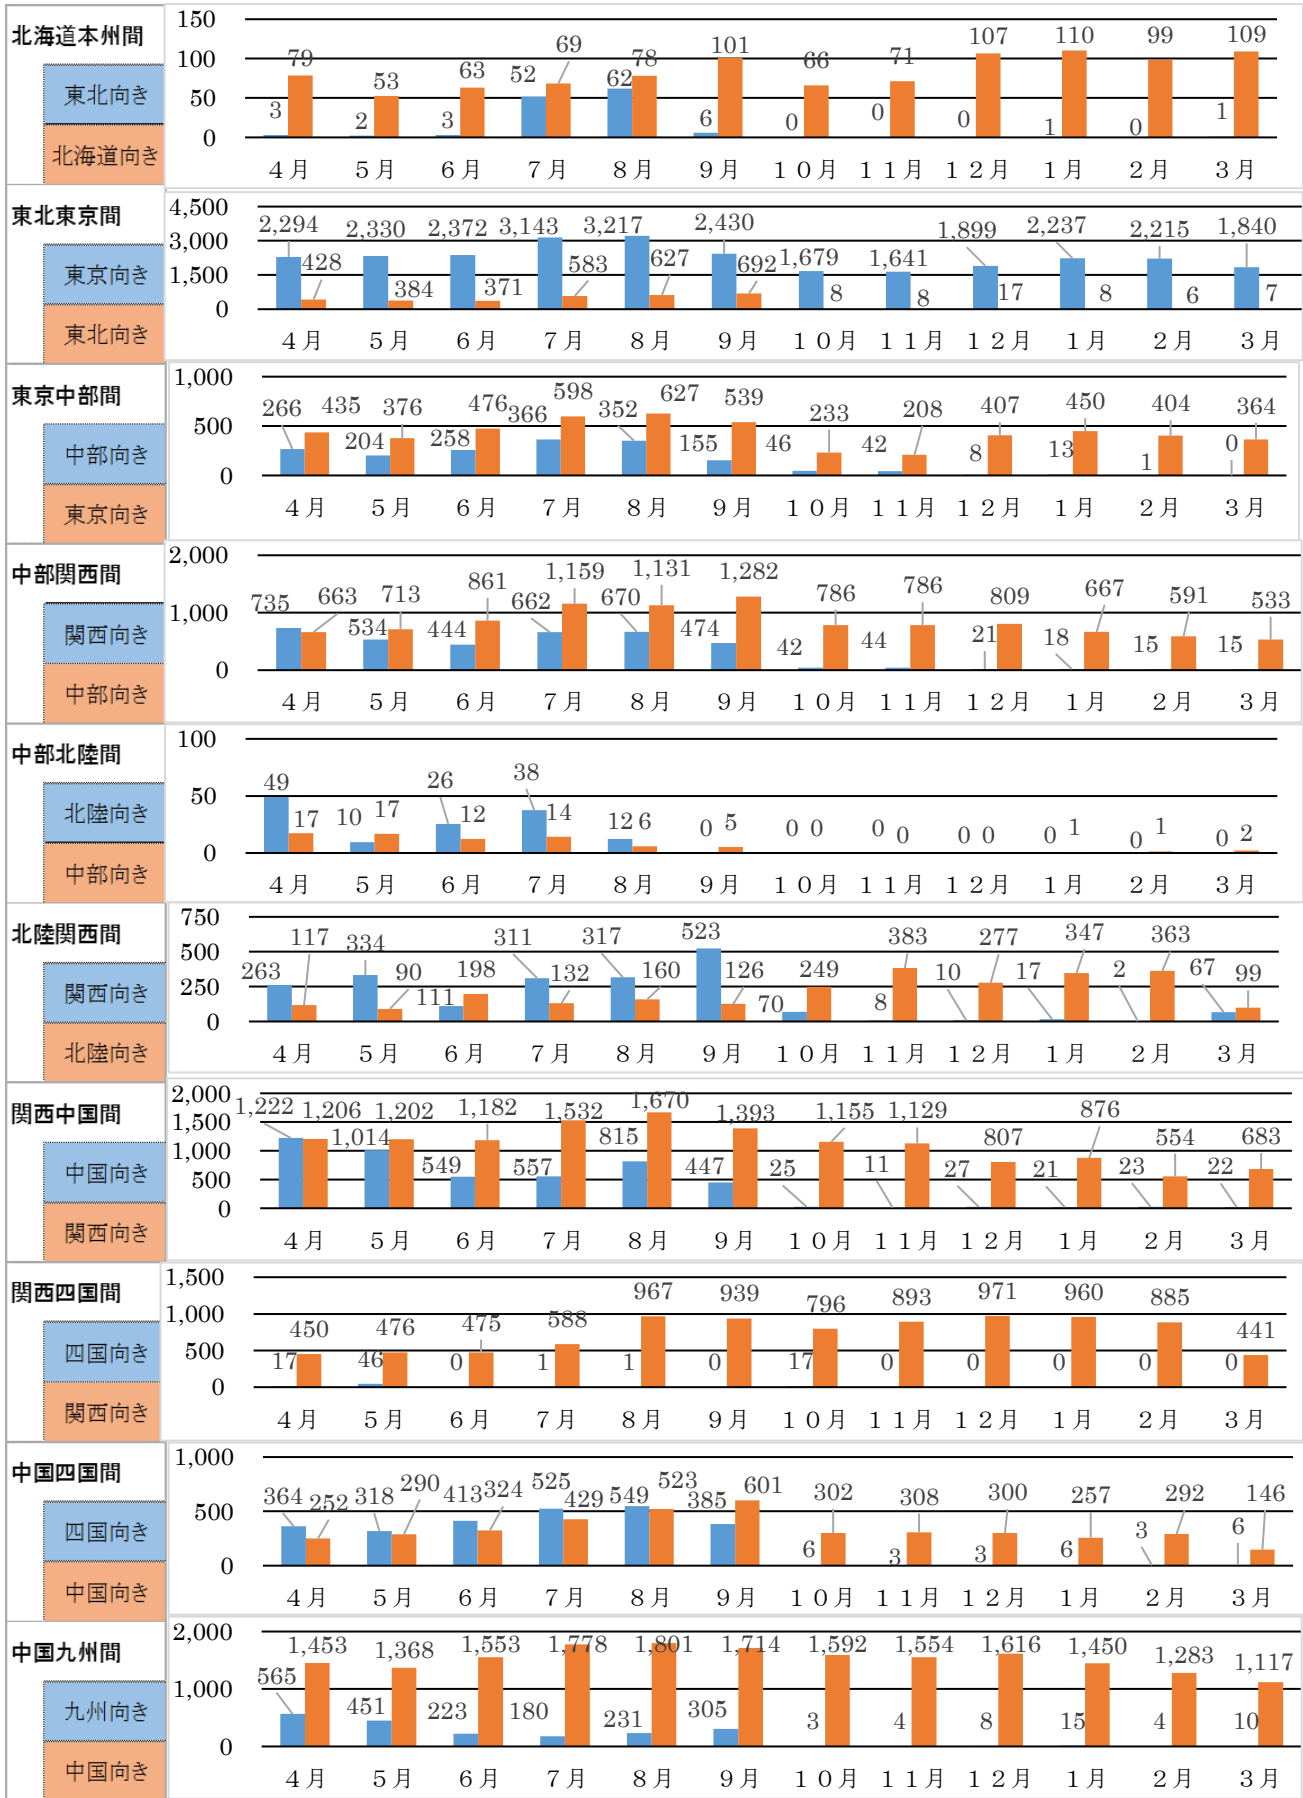 北海道本州間
東北向き
北海道向き
150
100
50
0
79 53 63 52 69 62 78 101 66 71 107 110 99 109
3 2 3 6 0 0 0 1 0 1
4月 5月 6月 7月 8月 9月 10月 11月 12月 1月 2月 3月
東北東京間
東京向き
東北向き
4,500
3,000
1,500
0
2,294 2,330 2,372 3,143 3,217 2,430 1,679 1,641 1,899 2,237 2,215 1,840
428 384 371 583 627 692 8 8 17 8 6 7
4月 5月 6月 7月 8月 9月 10月 11月 12月 1月 2月 3月
東京中部間
中部向き
東京向き
1,000
500
0
266 435 204 376 258 476 366 598 352 627 155 539 46 233 42 208 8 407 13 450 1 404 0 364
4月 5月 6月 7月 8月 9月 10月 11月 12月 1月 2月 3月
中部関西間
関西向き
中部向き
2,000
1,000
0
735 663 534 713 444 861 662 1,159 670 1,131 474 1,282 42 786 44 786 21 809 18 667 15 591 15 533
4月 5月 6月 7月 8月 9月 10月 11月 12月 1月 2月 3月
中部北陸間
北陸向き
中部向き
100
50
0
49 17 10 17 26 12 38 14 12 6 0 5 0 0 0 0 0 0 0 1 0 1 0 2
4月 5月 6月 7月 8月 9月 10月 11月 12月 1月 2月 3月
北陸関西間
関西向き
北陸向き
750
500
250
0
263 117 334 90 111 198 311 132 317 160 523 126 70 249 8 383 10 277 17 347 2 363 67 99
4月 5月 6月 7月 8月 9月 10月 11月 12月 1月 2月 3月
関西中国間
中国向き
関西向き
2,000
1,500
1,000
500
0
1,222 1,206 1,014 1,202 549 1,182 557 1,532 815 1,670 447 1,393 25 1,155 11 1,129 27 807 21 876 23 554 22 683
4月 5月 6月 7月 8月 9月 10月 11月 12月 1月 2月 3月
関西四国間
四国向き
関西向き
1,500
1,000
500
0
17 450 46 476 0 475 1 588 1 967 0 939 17 796 0 893 0 971 0 960 0 885 0 441
4月 5月 6月 7月 8月 9月 10月 11月 12月 1月 2月 3月
中国四国間
四国向き
中国向き
1,000
500
0
364 252 318 290 413 324 525 429 549 523 385 601 6 302 3 308 3 300 6 257 3 292 6 146
4月 5月 6月 7月 8月 9月 10月 11月 12月 1月 2月 3月
中国九州間
九州向き
中国向き
2,000
1,000
0
565 1,453 451 1,368 223 1,553 180 1,778 231 1,801 305 1,714 3 1,592 4 1,554 8 1,616 15 1,450 4 1,283 10 1,117
4月 5月 6月 7月 8月 9月 10月 11月 12月 1月 2月 3月